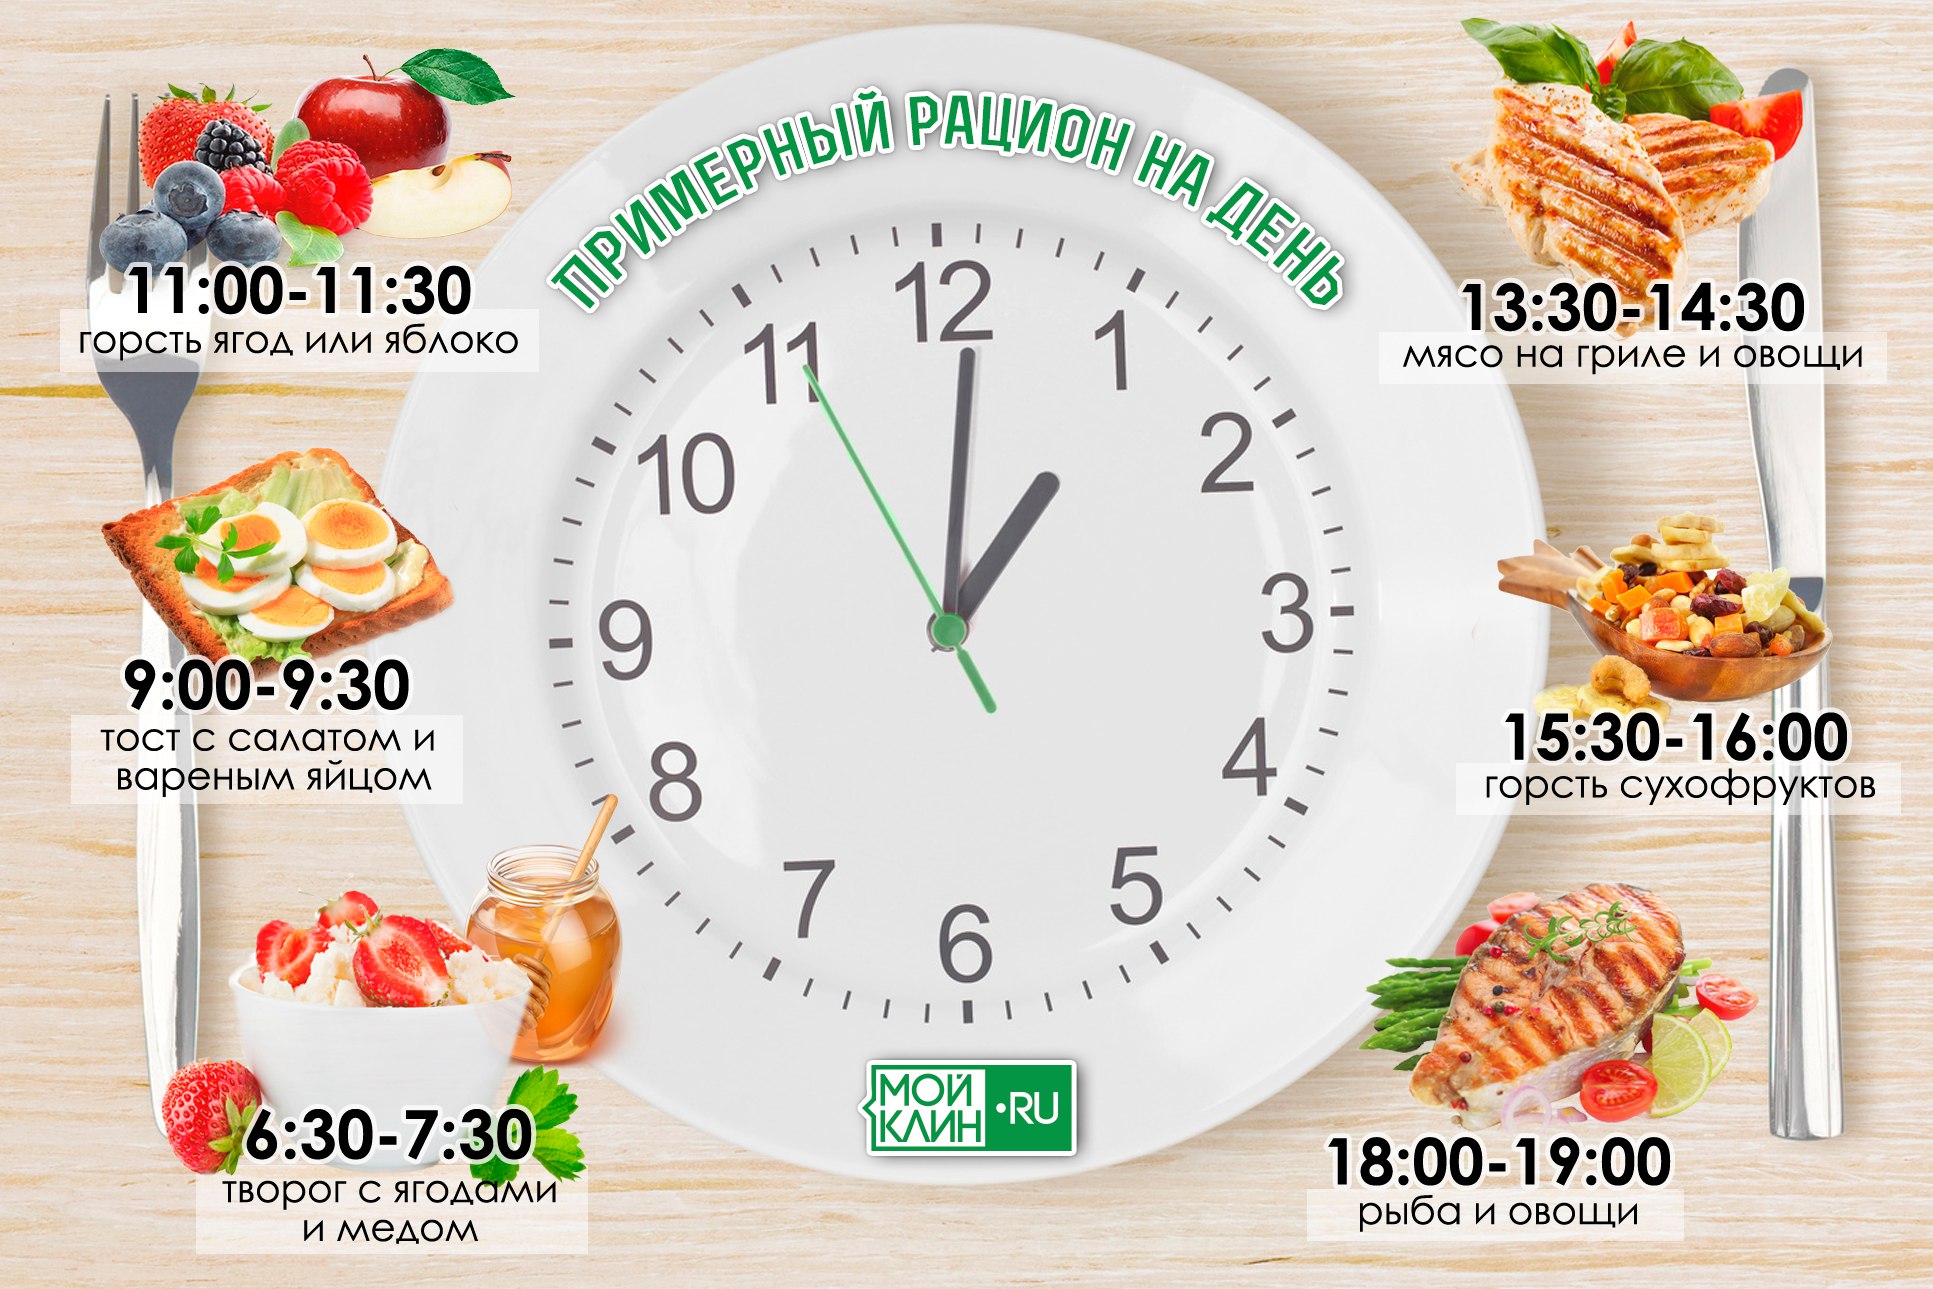 ПРИМЕРНЫЙ РАЦИОН НА ДЕНЬ
11:00-11:30
горсть ягод или яблоко
9:00-9:30
тост с салатом и
вареным яйцом
6:30-7:30
творог с ягодами
и медом
13:30-14:30
мясо на гриле и овощи
15:30-16:00
горсть сухофруктов
18:00-19:00
рыба и овощи
12
1
2
3
4
5
6
7
8
9
10
11
МОЙ
КЛИН
•RU